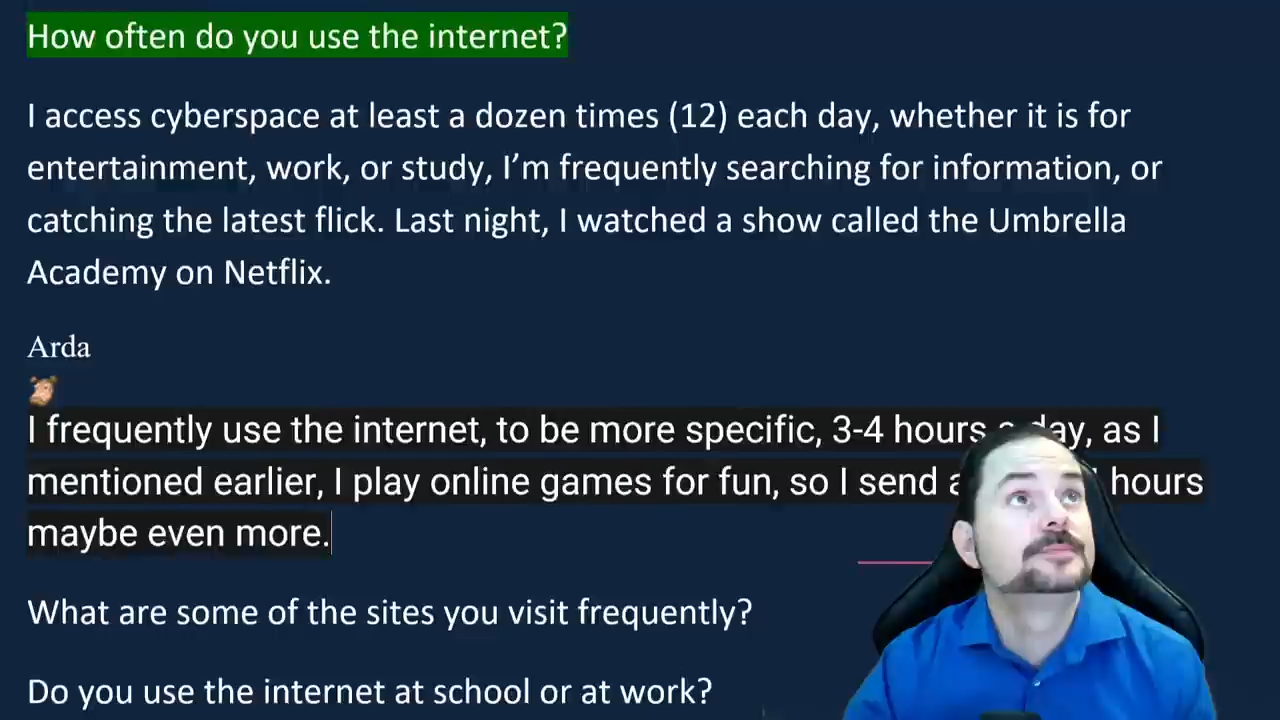 How often do you use the internet?
I access cyberspace at least a dozen times (12) each day, whether it is for
entertainment, work, or study, I’m frequently searching for information, or
catching the latest flick. Last night, I watched a show called the Umbrella
Academy on Netflix.
Arda
I frequently use the internet, to be more specific, 3-4 hours a day, as I
mentioned earlier, I play online games for fun, so I send hours
maybe even more.
What are some of the sites you visit frequently?
Do you use the internet at school or at work?